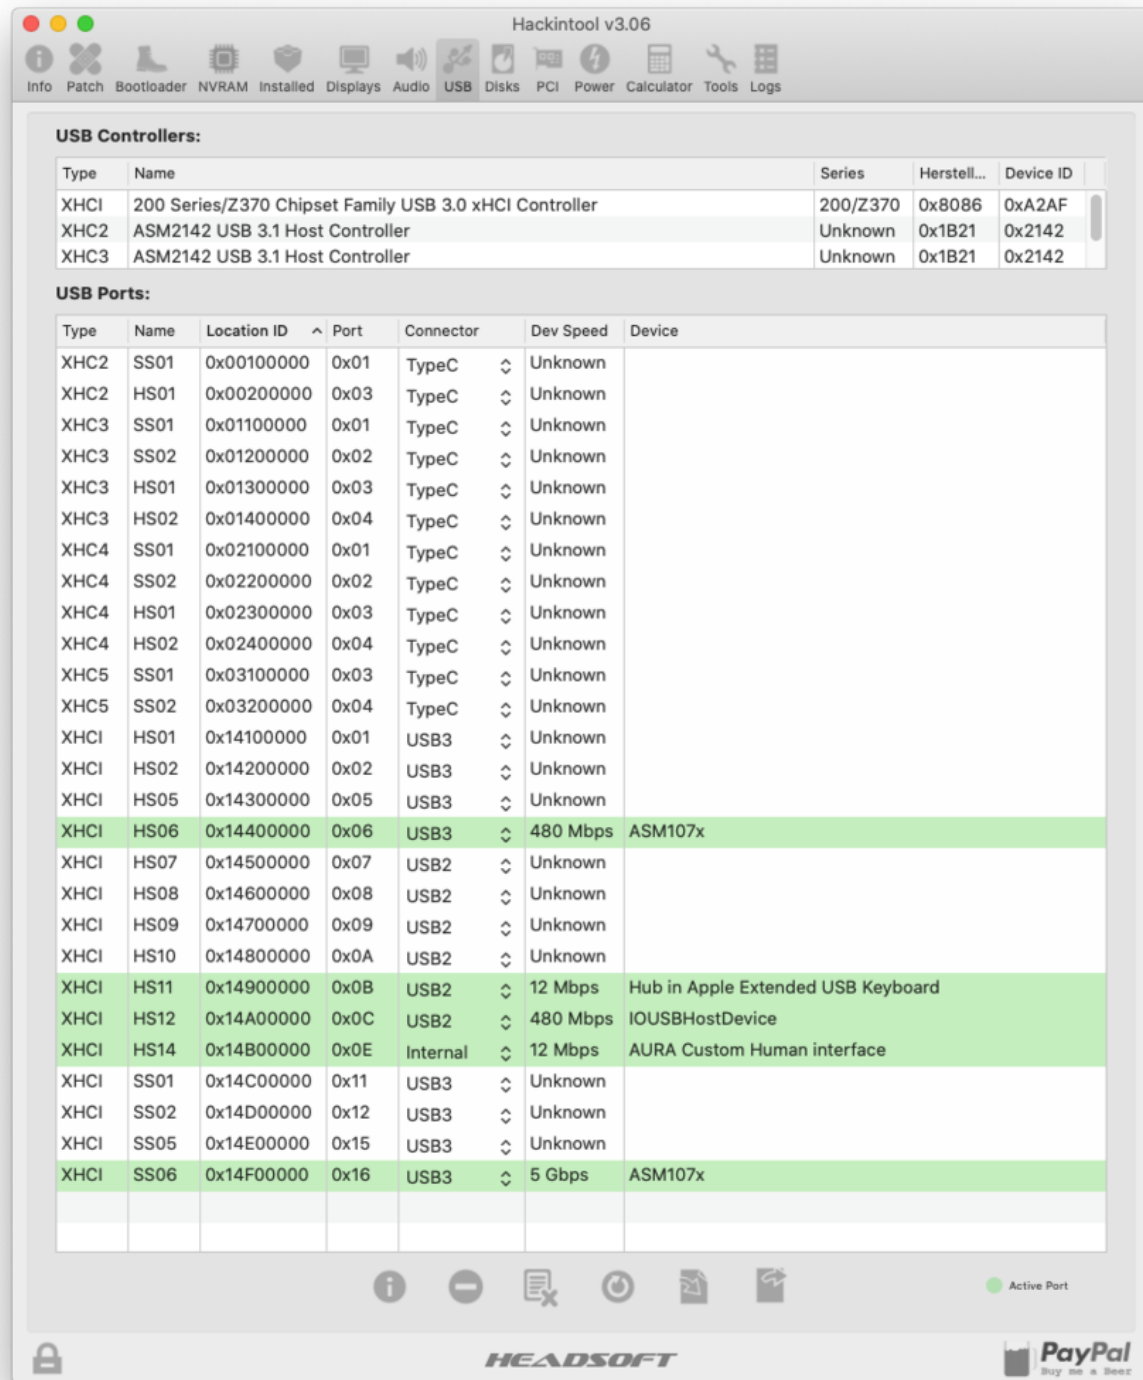 Hackintool v3.06
Info Patch Bootloader NVRAM Installed Displays Audio USB Disks PCI Power Calculator Tools Logs
USB Controllers:
Type Name Series Herstell... Device ID
XHCI 200 Series/Z370 Chipset Family USB 3.0 xHCI Controller 200/Z370 0x8086 0xA2AF
XHC2 ASM2142 USB 3.1 Host Controller Unknown 0x1B21 0x2142
XHC3 ASM2142 USB 3.1 Host Controller Unknown 0x1B21 0x2142
USB Ports:
Type Name Location ID Port Connector Dev Speed Device
XHC2 SS01 0x00100000 0x01 TypeC Unknown
XHC2 HS01 0x00200000 0x03 TypeC Unknown
XHC3 SS01 0x01100000 0x01 TypeC Unknown
XHC3 SS02 0x01200000 0x02 TypeC Unknown
XHC3 HS01 0x01300000 0x03 TypeC Unknown
XHC3 HS02 0x01400000 0x04 TypeC Unknown
XHC4 SS01 0x02100000 0x01 TypeC Unknown
XHC4 SS02 0x02200000 0x02 TypeC Unknown
XHC4 HS01 0x02300000 0x03 TypeC Unknown
XHC4 HS02 0x02400000 0x04 TypeC Unknown
XHC5 SS01 0x03100000 0x03 TypeC Unknown
XHC5 SS02 0x03200000 0x04 TypeC Unknown
XHCI HS01 0x14100000 0x01 USB3 Unknown
XHCI HS02 0x14200000 0x02 USB3 Unknown
XHCI HS05 0x14300000 0x05 USB3 Unknown
XHCI HS06 0x14400000 0x06 USB3 480 Mbps ASM107x
XHCI HS07 0x14500000 0x07 USB2 Unknown
XHCI HS08 0x14600000 0x08 USB2 Unknown
XHCI HS09 0x14700000 0x09 USB2 Unknown
XHCI HS10 0x14800000 0x0A USB2 Unknown
XHCI HS11 0x14900000 0x0B USB2 12 Mbps Hub in Apple Extended USB Keyboard
XHCI HS12 0x14A00000 0x0C USB2 480 Mbps IOUSBHostDevice
XHCI HS14 0x14B00000 0x0E Internal 12 Mbps AURA Custom Human interface
XHCI SS01 0x14C00000 0x11 USB3 Unknown
XHCI SS02 0x14D00000 0x12 USB3 Unknown
XHCI SS05 0x14E00000 0x15 USB3 Unknown
XHCI SS06 0x14F00000 0x16 USB3 5 Gbps ASM107x
Active Port
HEADSOFT
PayPal
Buy me a Beer